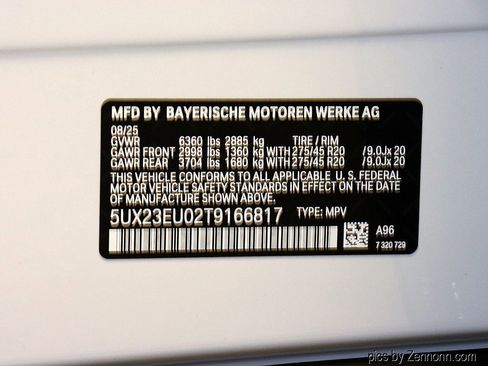 MFD BY BAYERISCHE MOTOREN WERKE AG
08/25
GVWR 6360 lbs 2885 kg TIRE / RIM
GAWR FRONT 2998 lbs 1360 kg WITH 275/45 R20 /9.0Jx 20
GAWR REAR 3704 lbs 1680 kg WITH 275/45 R20 /9.0Jx 20
THIS VEHICLE CONFORMS TO ALL APPLICABLE U. S. FEDERAL
MOTOR VEHICLE SAFETY STANDARDS IN EFFECT ON THE DATE
OF MANUFACTURE SHOWN ABOVE.
5UX23EU02T9166817 TYPE: MPV
A96
7 320 729
pics by Zennonn.com